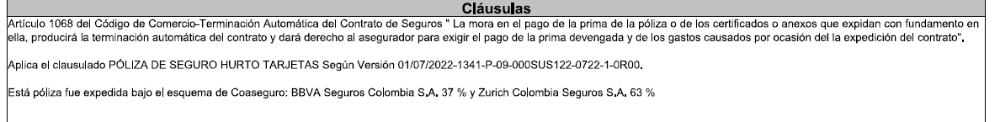 Cláusulas
Artículo 1068 del Código de Comercio-Terminación Automática del Contrato de Seguros " La mora en el pago de la prima de la póliza o de los certificados o anexos que expidan con fundamento en
ella, producirá la terminación automática del contrato y dará derecho al asegurador para exigir el pago de la prima devengada y de los gastos causados por ocasión del la expedición del contrato".
Aplica el clausulado PÓLIZA DE SEGURO HURTO TARJETAS Según Versión 01/07/2022-1341-P-09-000SUS122-0722-1-0R00.
Está póliza fue expedida bajo el esquema de Coaseguro: BBVA Seguros Colombia S.A. 37 % y Zurich Colombia Seguros S.A. 63 %